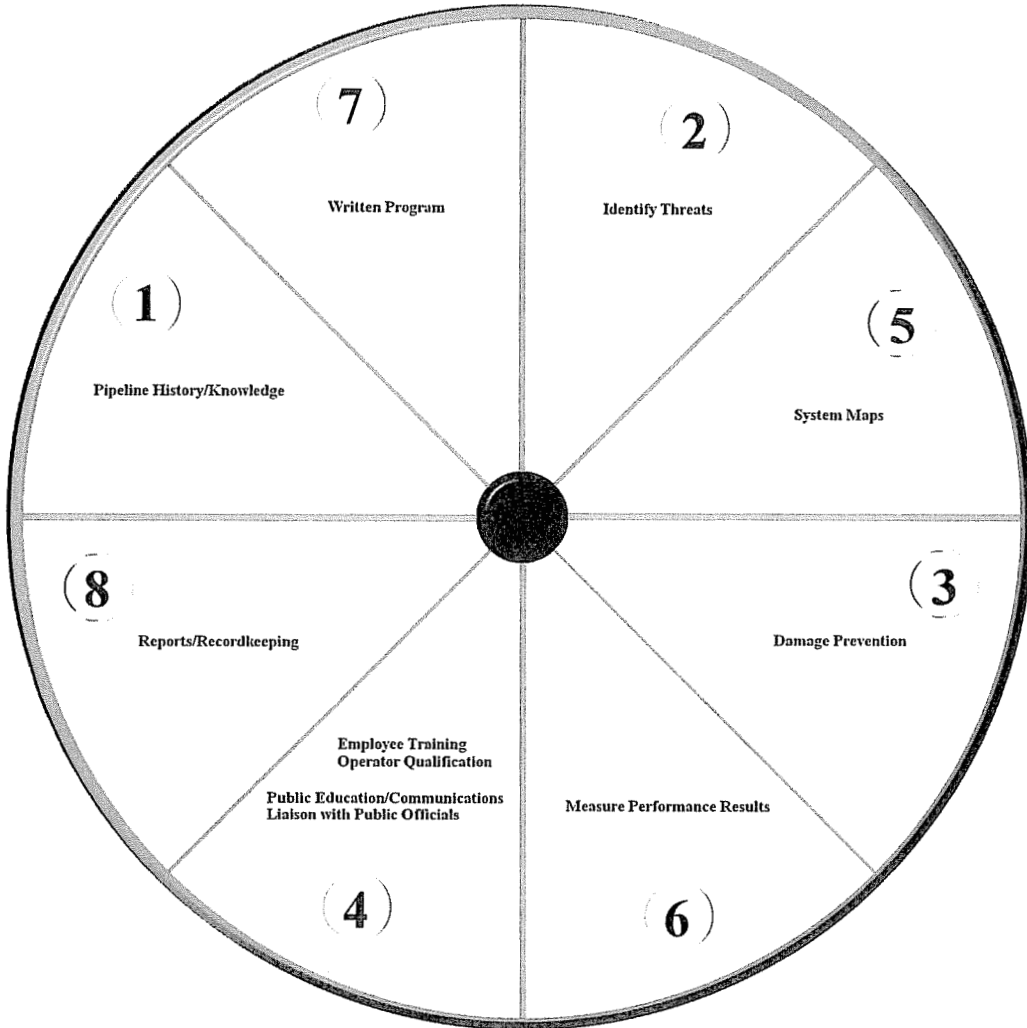 (7)
(2)
Written Program
Identify Threats
(1)
(5)
Pipeline History/Knowledge
System Maps
(8)
(3)
Reports/Recordkeeping
Damage Prevention
Employee Training
Operator Qualification
Public Education/Communications
Liaison with Public Officials
Measure Performance Results
(4)
(6)